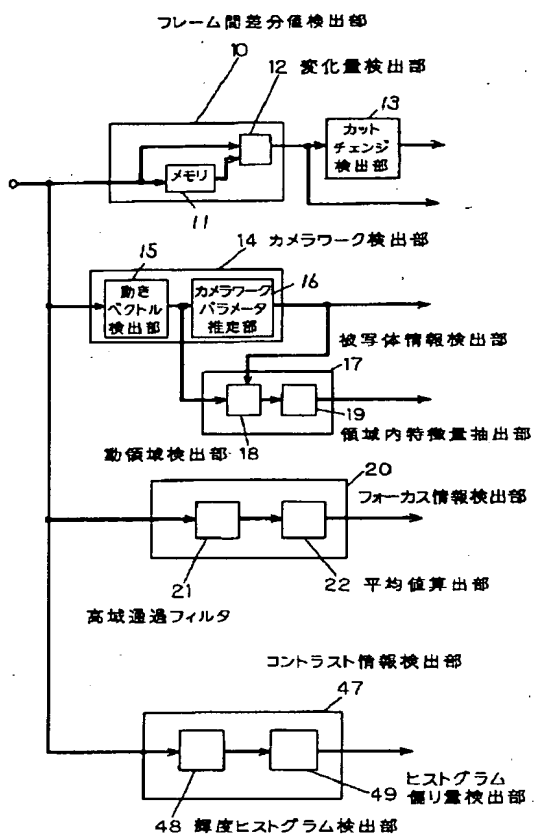 フレーム間差分値検出部
10
12 変化量検出部
13
カット
チェンジ
検出部
メモリ
11
14 カメラワーク検出部
15
16
動き
ベクトル
検出部
カメラワーク
パラメータ
推定部
被写体情報検出部
17
19
領域内特徴量抽出部
動領域検出部 18
20
フォーカス情報検出部
21
22 平均値算出部
高域通過フィルタ
コントラスト情報検出部
47
ヒストグラム
49 偏り量検出部
48 輝度ヒストグラム検出部